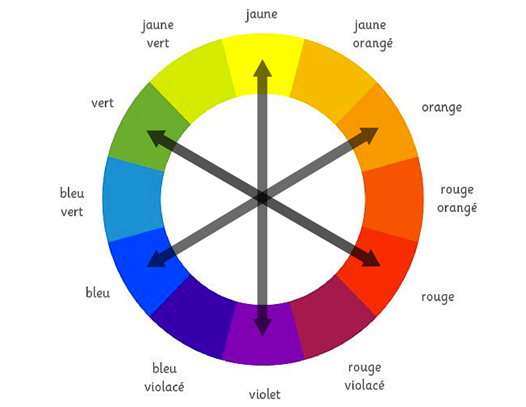 jaune
jaune
vert
jaune
orangé
vert
orange
bleu
vert
rouge
orangé
bleu
rouge
bleu
violacé
rouge
violacé
violet